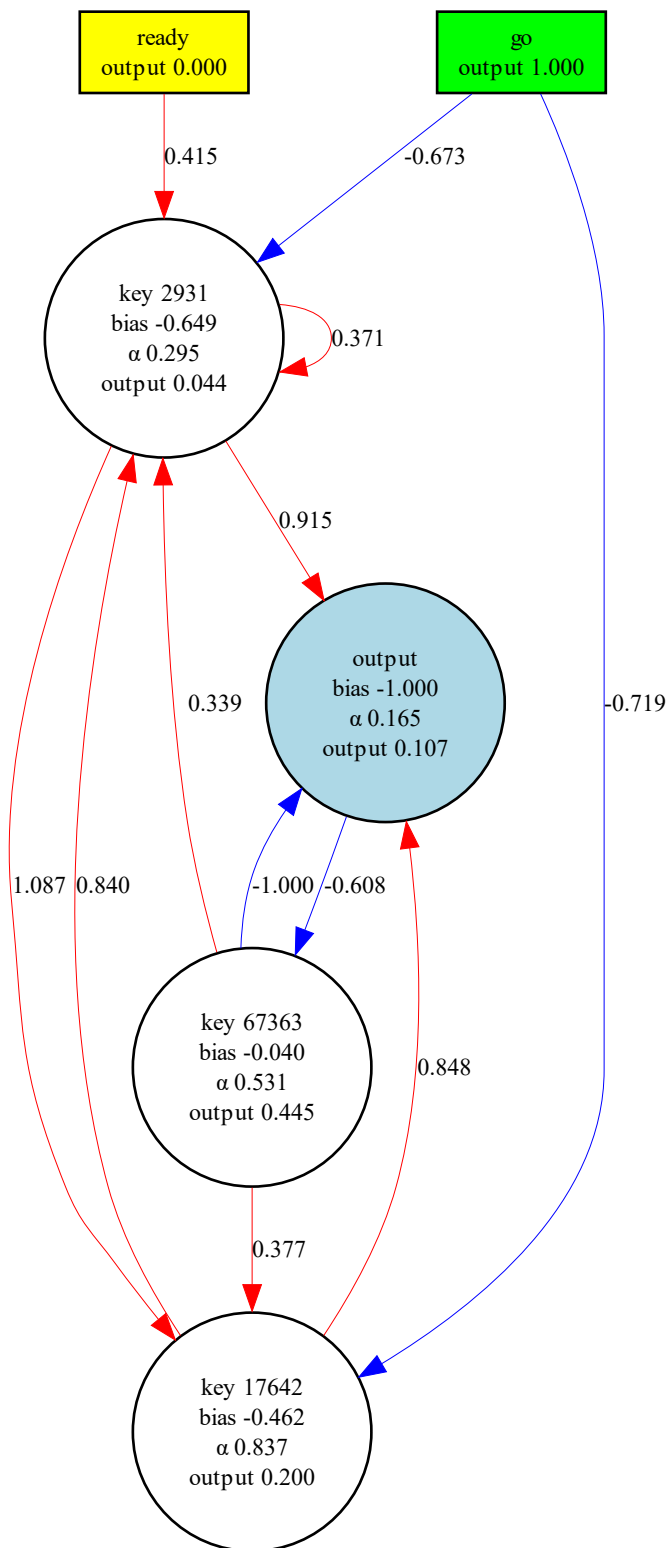 ready
output 0.000
go
output 1.000
0.415
-0.673
key 2931
bias -0.649
α 0.295
output 0.044
0.371
0.915
output
bias -1.000
α 0.165
output 0.107
0.339
-0.719
1.087
0.840
-1.000
-0.608
key 67363
bias -0.040
α 0.531
output 0.445
0.848
0.377
key 17642
bias -0.462
α 0.837
output 0.200